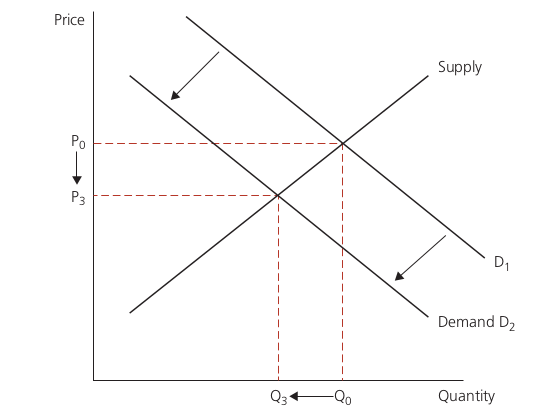 Price
Supply
P0
P3
D1
Demand D2
Q3
Q0
Quantity